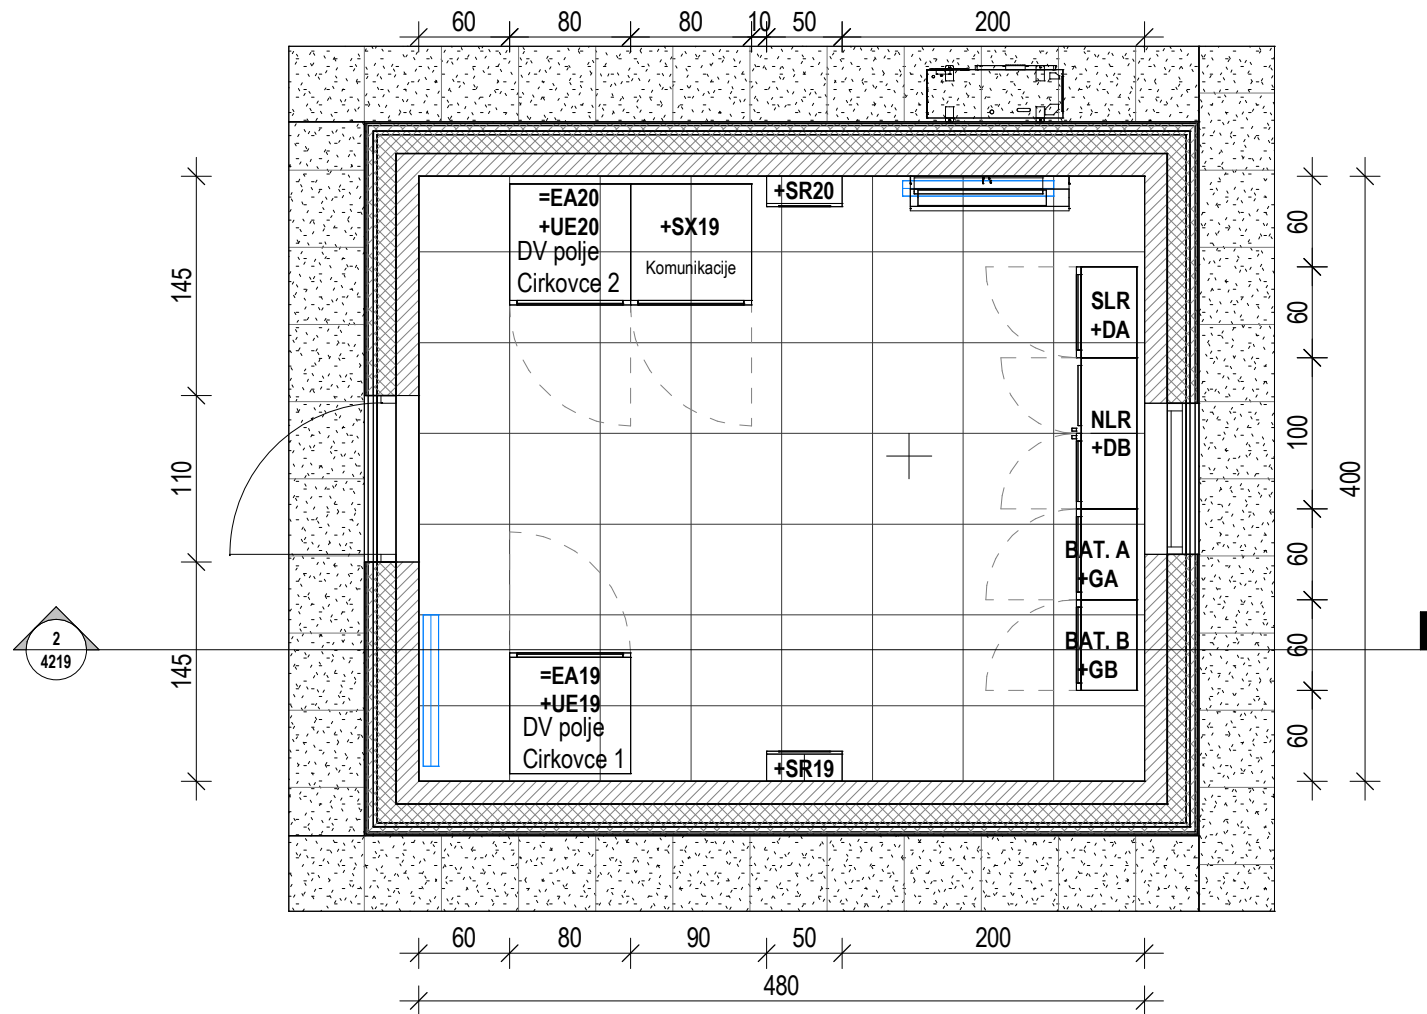 60 80 80 10 50 200
=EA20
+UE20
DV polje
Cirkovce 2
+SX19
Komunikacije
+SR20
K
SLR
+DA
NLR
+DB
BAT. A
+GA
BAT. B
+GB
=EA19
+UE19
DV polje
Cirkovce 1
+SR19
2
4219
145
110
145
60
60
100
60
60
60
400
60 80 90 50 200
480